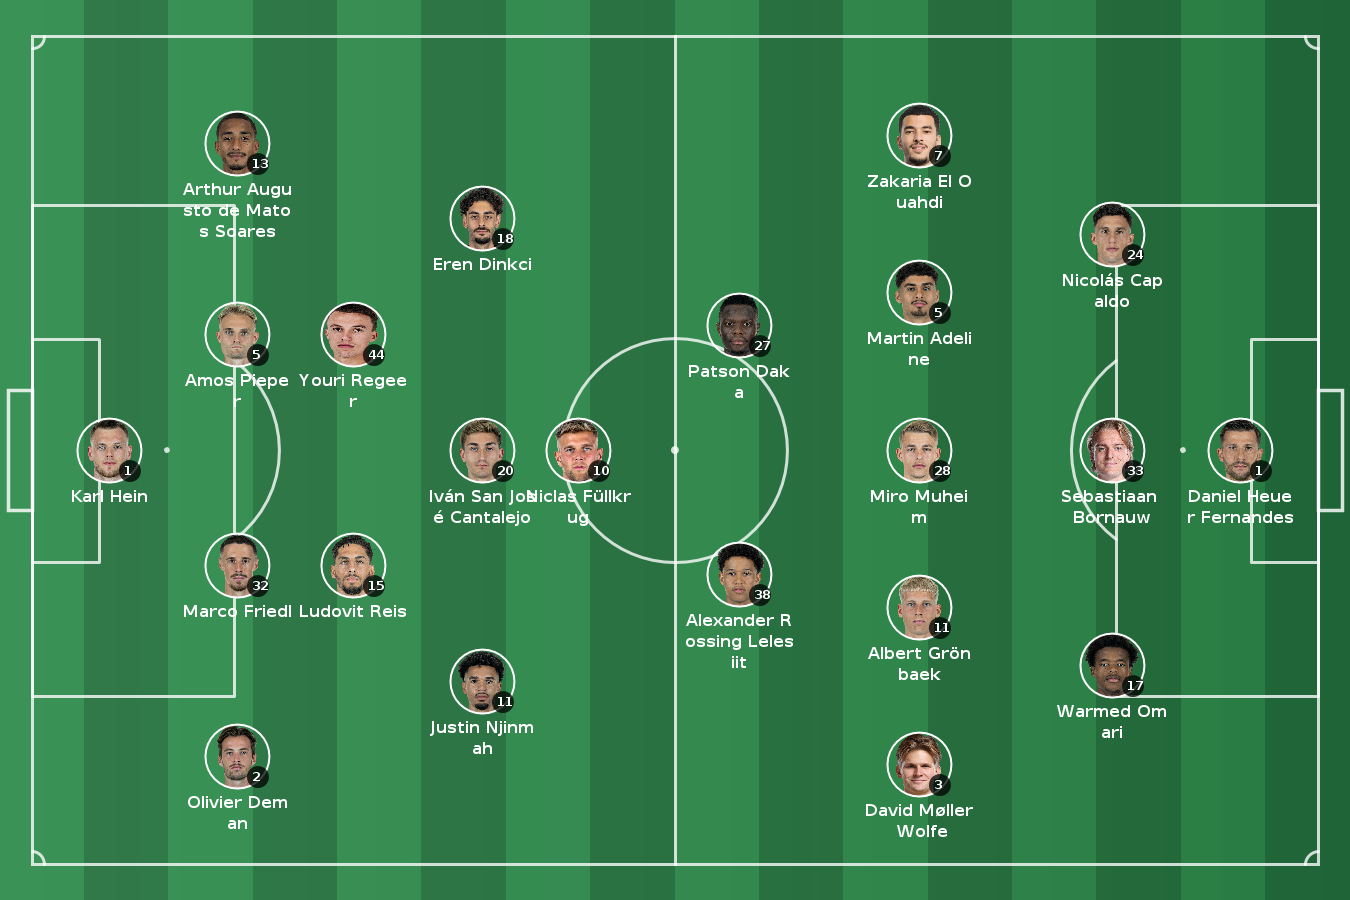 13
Arthur Augu
sto de Mato
s Soares
5
Amos Piepe
r
1
Karl Hein
32
Marco Friedl
2
Olivier Dem
an
44
Youri Regee
r
15
Ludovit Reis
18
Eren Dinkci
20
Iván San Jos
é Cantalejo
11
Justin Njinm
ah
10
Niclas Füllkr
ug
27
Patson Dak
a
38
Alexander R
ossing Leles
iit
7
Zakaria El O
uahdi
5
Martin Adeli
ne
28
Miro Muhei
m
11
Albert Grön
baek
3
David Møller
Wolfe
24
Nicolás Cap
aldo
33
Sebastiaan
Bornauw
17
Warmed Om
ari
1
Daniel Heue
r Fernandes